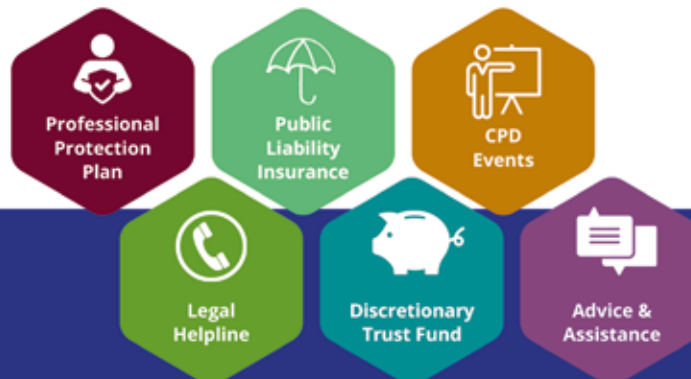 Professional
Protection
Plan
Public
Liability
Insurance
CPD
Events
Legal
Helpline
Discretionary
Trust Fund
Advice &
Assistance